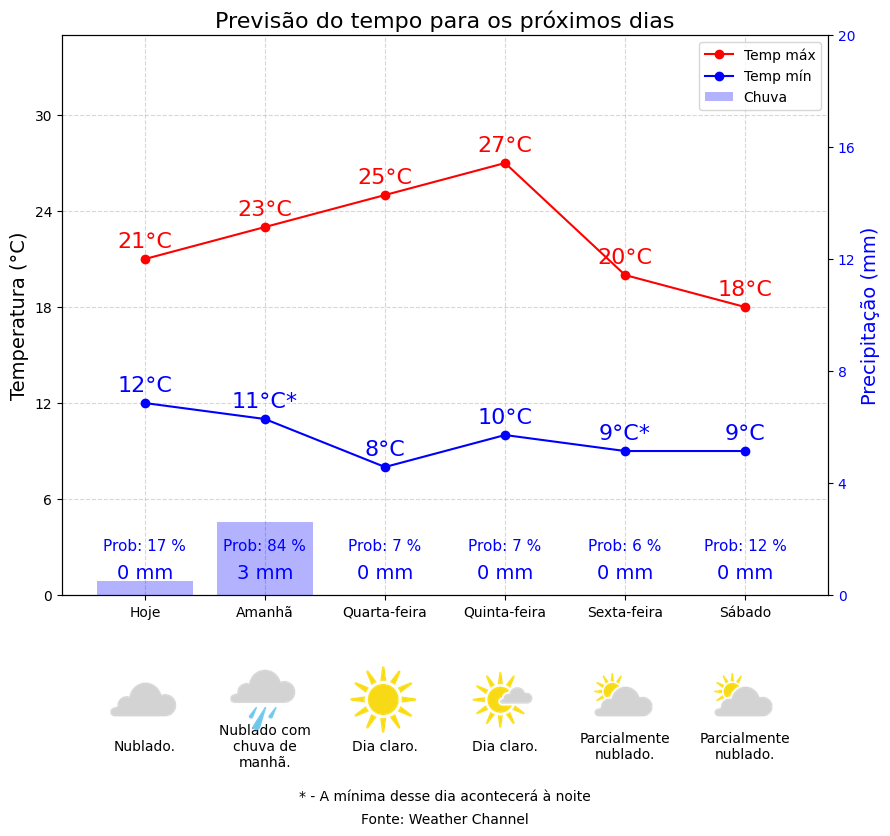 Previsão do tempo para os próximos dias
Temp máx
Temp mín
Chuva
Temperatura (°C)
Precipitação (mm)
30
24
18
12
6
0
20
16
12
8
4
0
21°C
23°C
25°C
27°C
20°C
18°C
12°C
11°C*
8°C
10°C
9°C*
9°C
Prob: 17 %
Prob: 84 %
Prob: 7 %
Prob: 7 %
Prob: 6 %
Prob: 12 %
0 mm
3 mm
0 mm
0 mm
0 mm
0 mm
Hoje
Amanhã
Quarta-feira
Quinta-feira
Sexta-feira
Sábado
Nublado.
Nublado com
chuva de
manhã.
Dia claro.
Dia claro.
Parcialmente
nublado.
Parcialmente
nublado.
* - A mínima desse dia acontecerá à noite
Fonte: Weather Channel